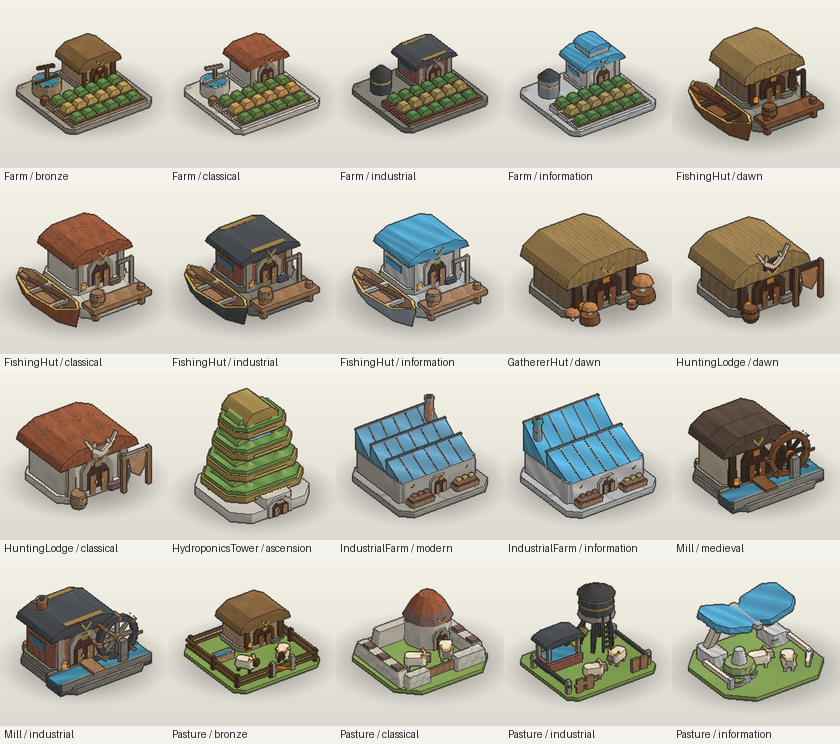 Farm / bronze
Farm / classical
Farm / industrial
Farm / information
FishingHut / dawn
FishingHut / classical
FishingHut / industrial
FishingHut / information
GathererHut / dawn
HuntingLodge / dawn
HuntingLodge / classical
HydroponicsTower / ascension
IndustrialFarm / modern
IndustrialFarm / information
Mill / medieval
Mill / industrial
Pasture / bronze
Pasture / classical
Pasture / industrial
Pasture / information